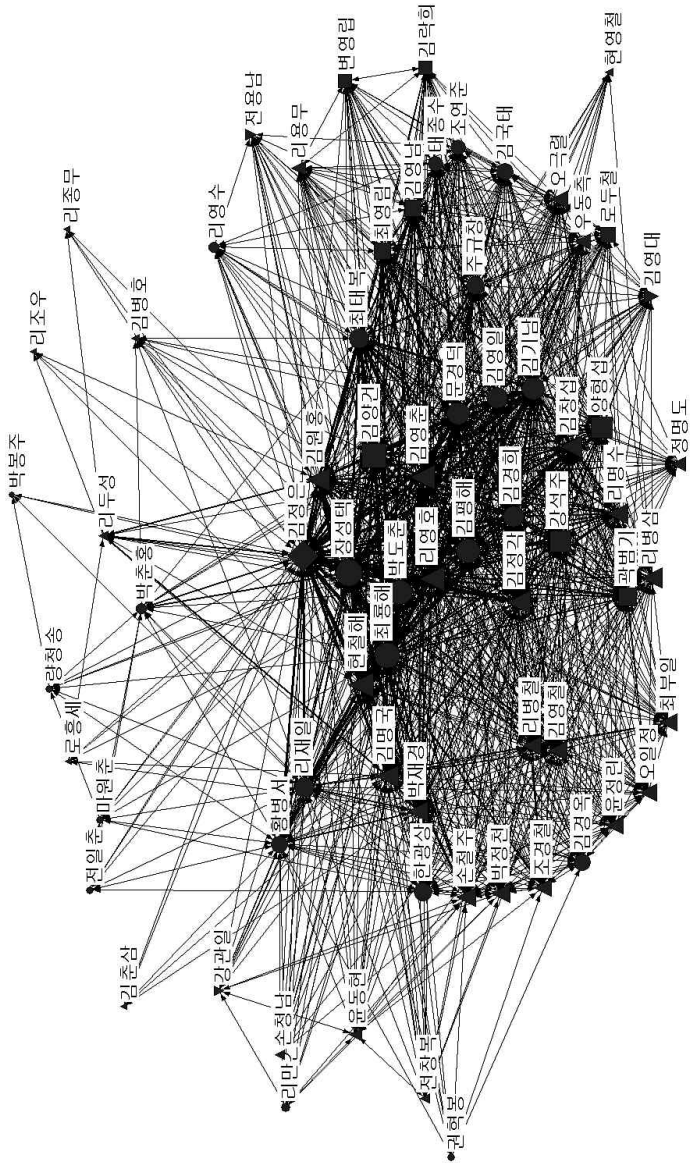 박봉주
리조우
량청송
리종무
로흥세
전일춘
마원춘
리두성
김춘삼
박춘홍
김병호
리영수
강관일
전용남
황병서
손청남
김정은
리용무
리재일
김원홍
장성택
변영립
현철해
윤동현
최태복
김양건
최룡해
최영림
김명국
박도춘
김영남
박재경
김영춘
한광상
김락희
리영호
전창복
태종수
권혁봉
문경덕
조연준
김평해
손철주
주규창
박정천
김영일
김국태
김경희
김정각
리병철
김기남
조경철
김영철
강석주
오극렬
김창섭
김경옥
우동측
양형섭
로두철
현영철
윤정린
리명수
곽범기
오일정
리병삼
김영대
최부일
정명도